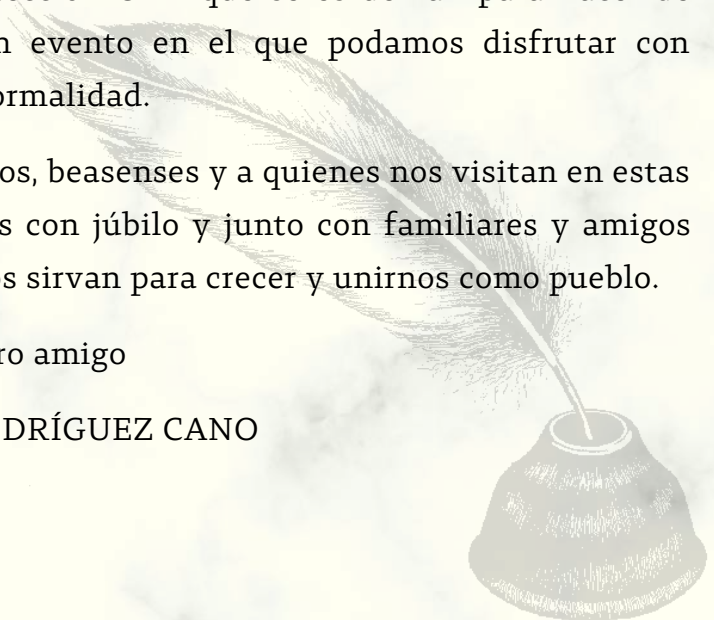 n evento en el que podamos disfrutar con
ormalidad.
os, beasenses y a quienes nos visitan en estas
s con júbilo y junto con familiares y amigos
os sirvan para crecer y unirnos como pueblo.
ro amigo
DRÍGUEZ CANO